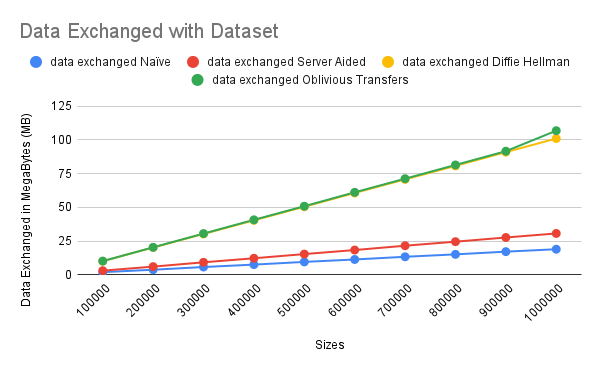 Data Exchanged with Dataset
data exchanged Naïve
data exchanged Server Aided
data exchanged Diffie Hellman
data exchanged Oblivious Transfers
Data Exchanged in MegaBytes (MB)
125
100
75
50
25
0
100000
200000
300000
400000
500000
600000
700000
800000
900000
1000000
Sizes